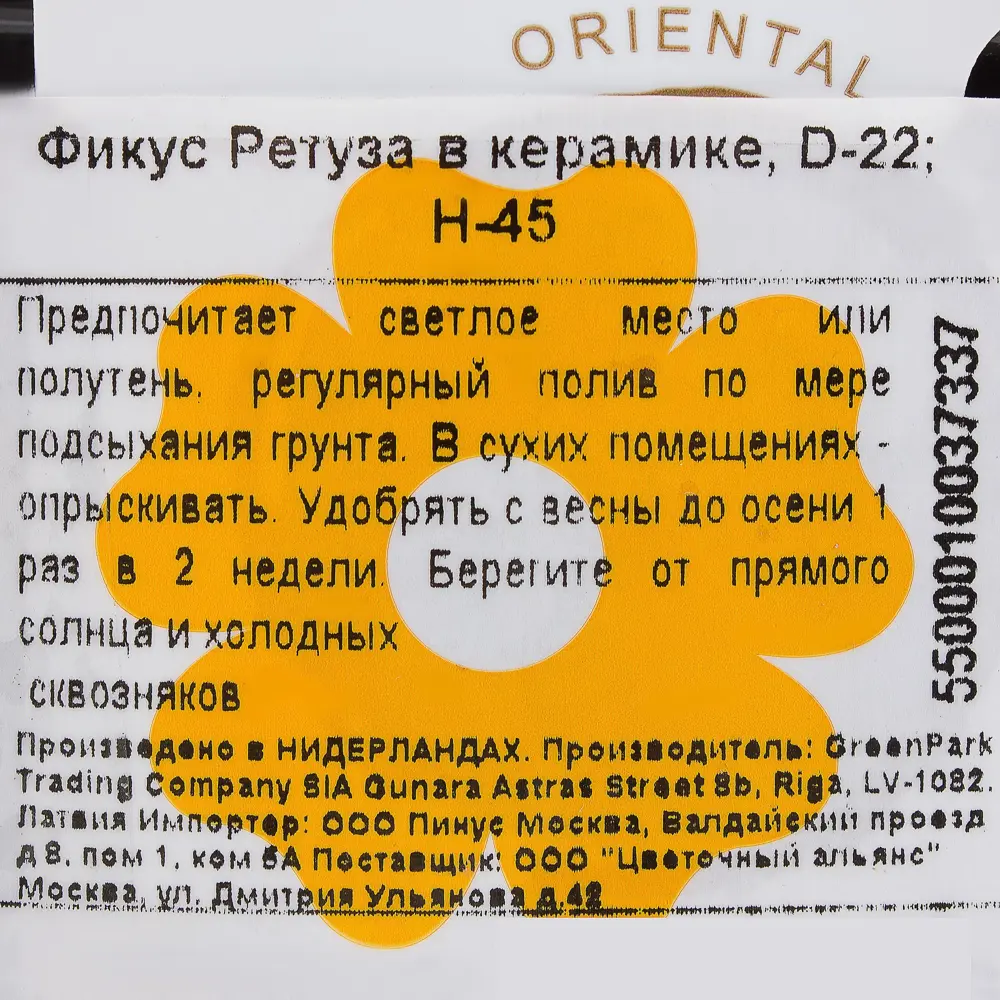 ORIENTAL
Фикус Ретуза в керамике, D-22;
H-45
Предпочитает светлое место или
полутень, регулярный полив по мере
подсыхания грунта. В сухих помещениях -
опрыскивать. Удобрять с весны до осени 1
раз в 2 недели. Берегите от прямого
солнца и холодных
сквозняков
5500010037337
Произведено в НИДЕРЛАНДАХ. Производитель: GreenPark
Trading Company SIA Gunara Astras Street 8b, Riga, LV-1082.
Латвия Импортер: ООО Пинус Москва, Валдайский проезд
д 8, пом 1, ком 6А Поставщик: ООО "Цветочный альянс"
Москва, ул. Дмитрия Ульянова д.42